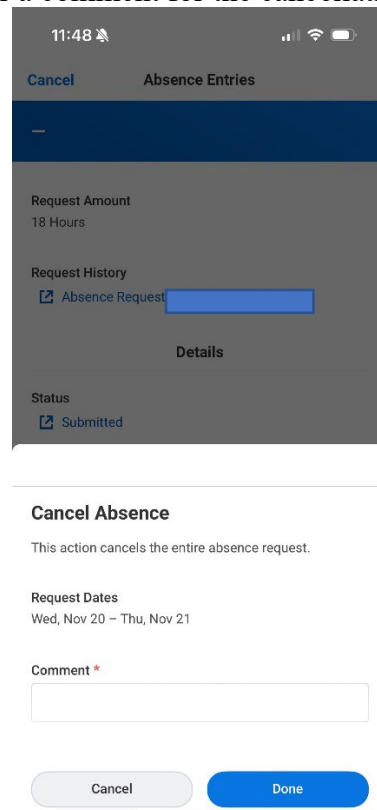 11:48
Cancel Absence Entries
Request Amount
18 Hours
Request History
Absence Request
Details
Status
Submitted
Cancel Absence
This action cancels the entire absence request.
Request Dates
Wed, Nov 20 – Thu, Nov 21
Comment *
Cancel Done